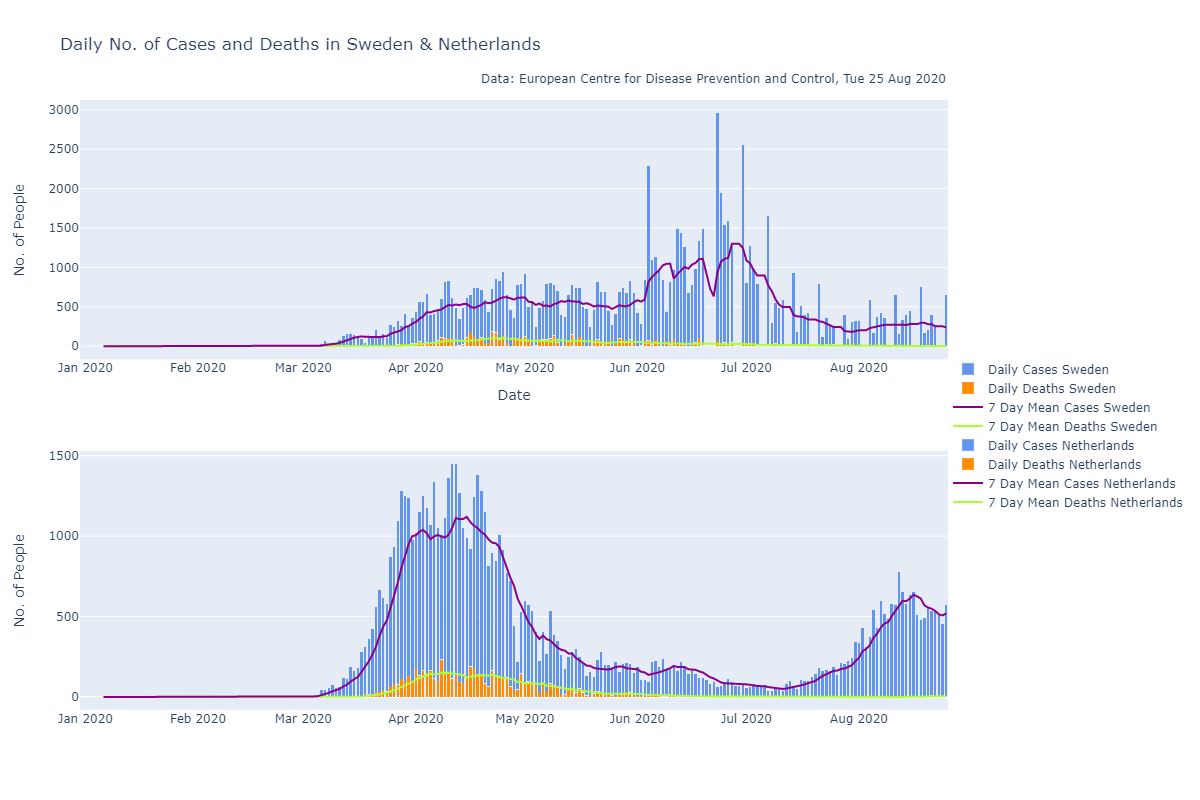 Daily No. of Cases and Deaths in Sweden & Netherlands
Data: European Centre for Disease Prevention and Control, Tue 25 Aug 2020
3000
2500
2000
1500
1000
500
0
No. of People
Jan 2020 Feb 2020 Mar 2020 Apr 2020 May 2020 Jun 2020 Jul 2020 Aug 2020
Date
Daily Cases Sweden
Daily Deaths Sweden
7 Day Mean Cases Sweden
7 Day Mean Deaths Sweden
Daily Cases Netherlands
Daily Deaths Netherlands
7 Day Mean Cases Netherlands
7 Day Mean Deaths Netherlands
1500
1000
500
0
No. of People
Jan 2020 Feb 2020 Mar 2020 Apr 2020 May 2020 Jun 2020 Jul 2020 Aug 2020